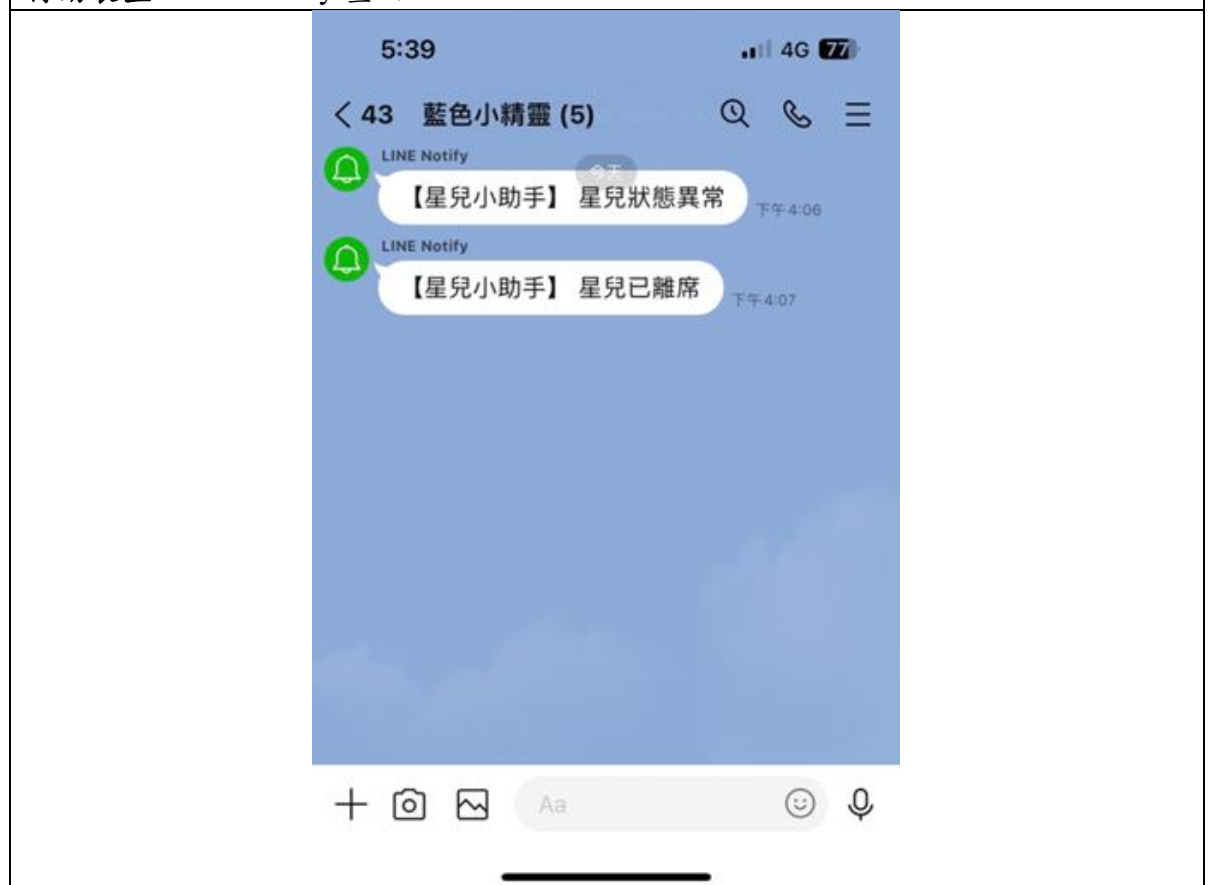 5:39 4G 77
43 藍色小精靈 (5)
LINE Notify
今天
【星兒小助手】 星兒狀態異常 下午 4:06
LINE Notify
【星兒小助手】 星兒已離席 下午 4:07
Aa